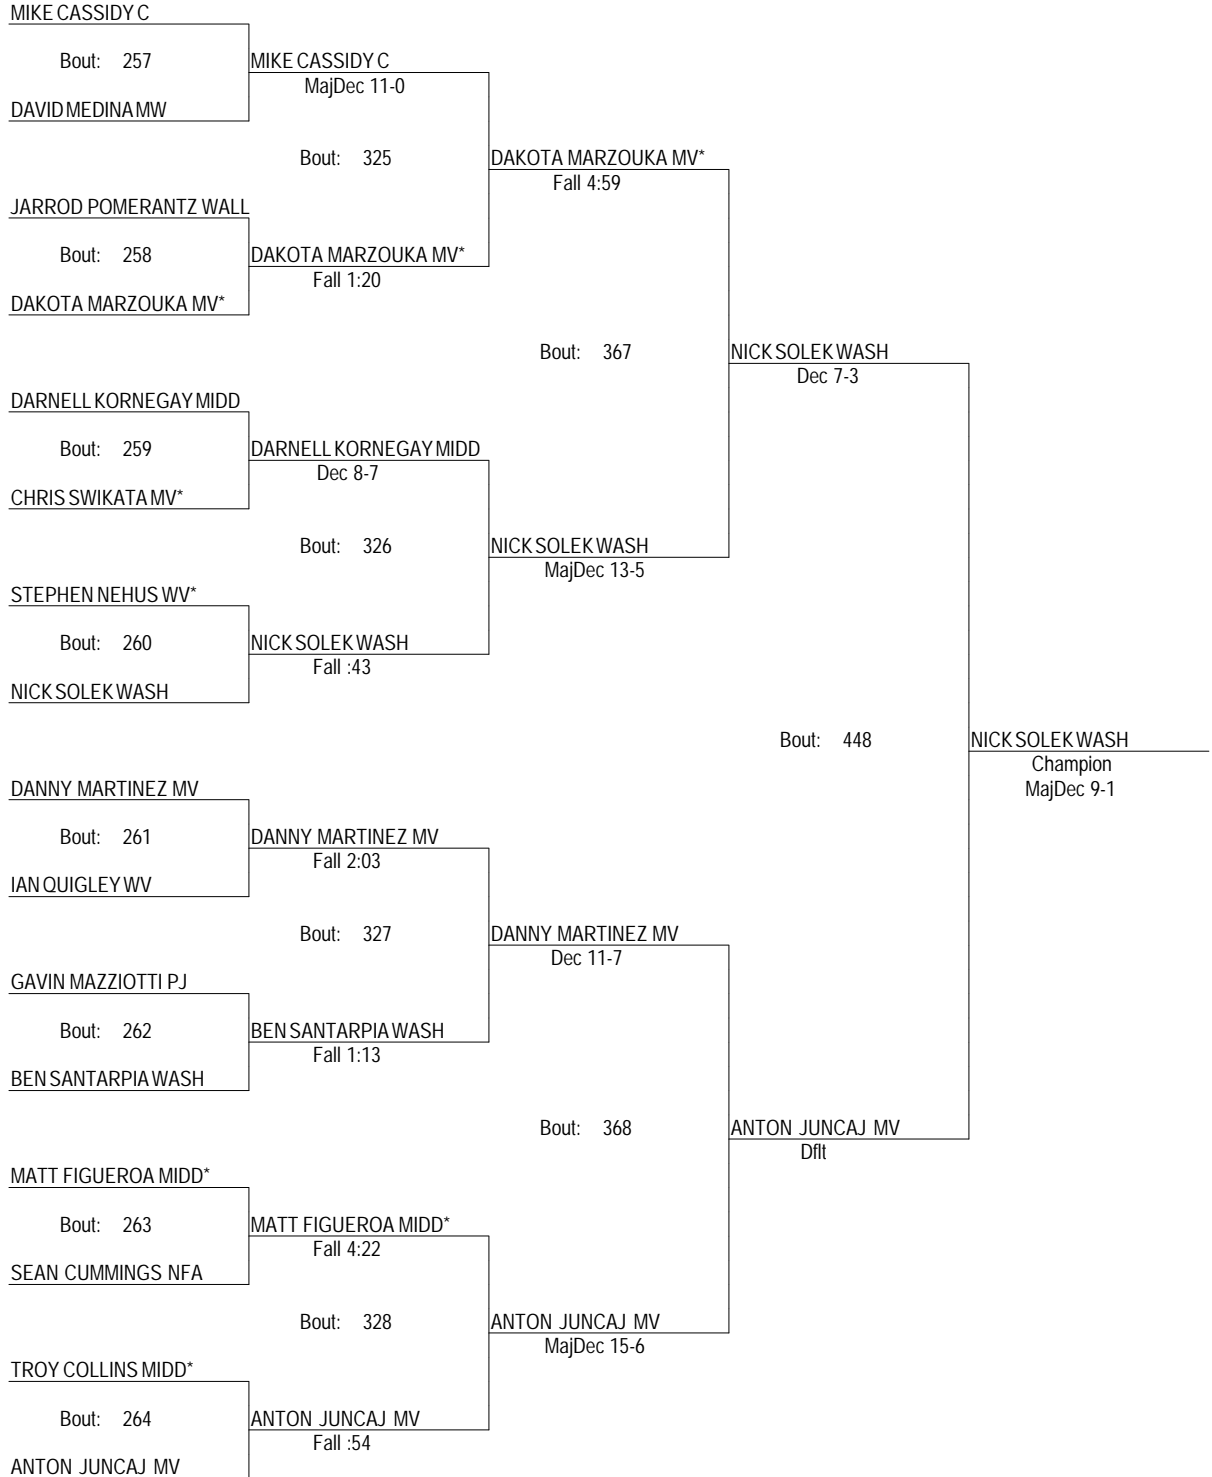 MIKE CASSIDY C
Bout: 257 MIKE CASSIDY C
MajDec 11-0
DAVID MEDINA MW
Bout: 325 DAKOTA MARZOUKA MV*
Fall 4:59
JARROD POMERANTZ WALL
Bout: 258 DAKOTA MARZOUKA MV*
Fall 1:20
DAKOTA MARZOUKA MV*
Bout: 367 NICK SOLEK WASH
Dec 7-3
DARNELL KORNEGAY MIDD
Bout: 259 DARNELL KORNEGAY MIDD
Dec 8-7
CHRIS SWIKATA MV*
Bout: 326 NICK SOLEK WASH
MajDec 13-5
STEPHEN NEHUS WV*
Bout: 260 NICK SOLEK WASH
Fall :43
NICK SOLEK WASH
Bout: 448 NICK SOLEK WASH
Champion
MajDec 9-1
DANNY MARTINEZ MV
Bout: 261 DANNY MARTINEZ MV
Fall 2:03
IAN QUIGLEY WV
Bout: 327 DANNY MARTINEZ MV
Dec 11-7
GAVIN MAZZIOTTI PJ
Bout: 262 BEN SANTARPIA WASH
Fall 1:13
BEN SANTARPIA WASH
Bout: 368 ANTON JUNCAJ MV
Dflt
MATT FIGUEROA MIDD*
Bout: 263 MATT FIGUEROA MIDD*
Fall 4:22
SEAN CUMMINGS NFA
Bout: 328 ANTON JUNCAJ MV
MajDec 15-6
TROY COLLINS MIDD*
Bout: 264 ANTON JUNCAJ MV
Fall :54
ANTON JUNCAJ MV